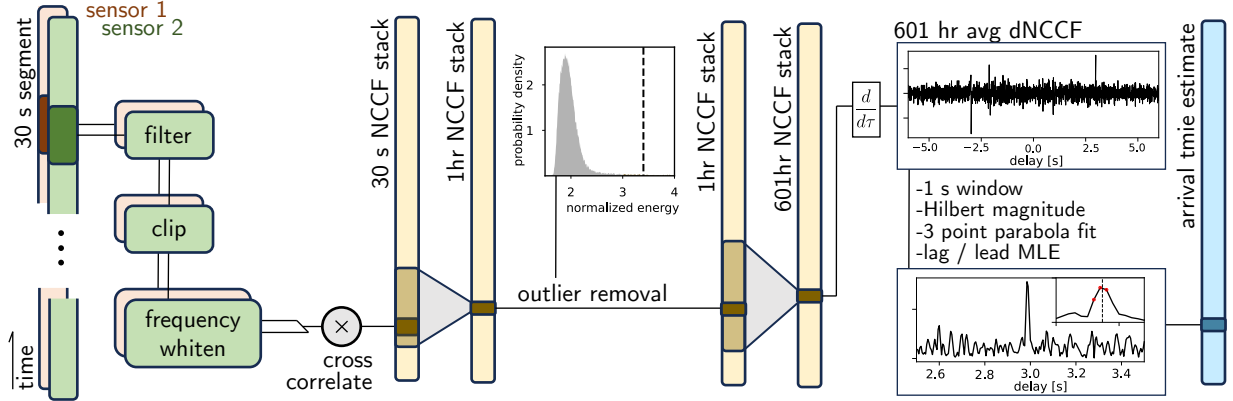 sensor 1
sensor 2
30 s segment
time
filter
clip
frequency
whiten
×
cross
correlate
30 s NCCF stack
1hr NCCF stack
probability density
2
1
2
3
4
normalized energy
outlier removal
1hr NCCF stack
601hr NCCF stack
d
dτ
601 hr avg dNCCF
−5.0
−2.5
0.0
2.5
5.0
delay [s]
-1 s window
-Hilbert magnitude
-3 point parabola fit
-lag / lead MLE
2.6
2.8
3.0
3.2
3.4
delay [s]
arrival tmie estimate